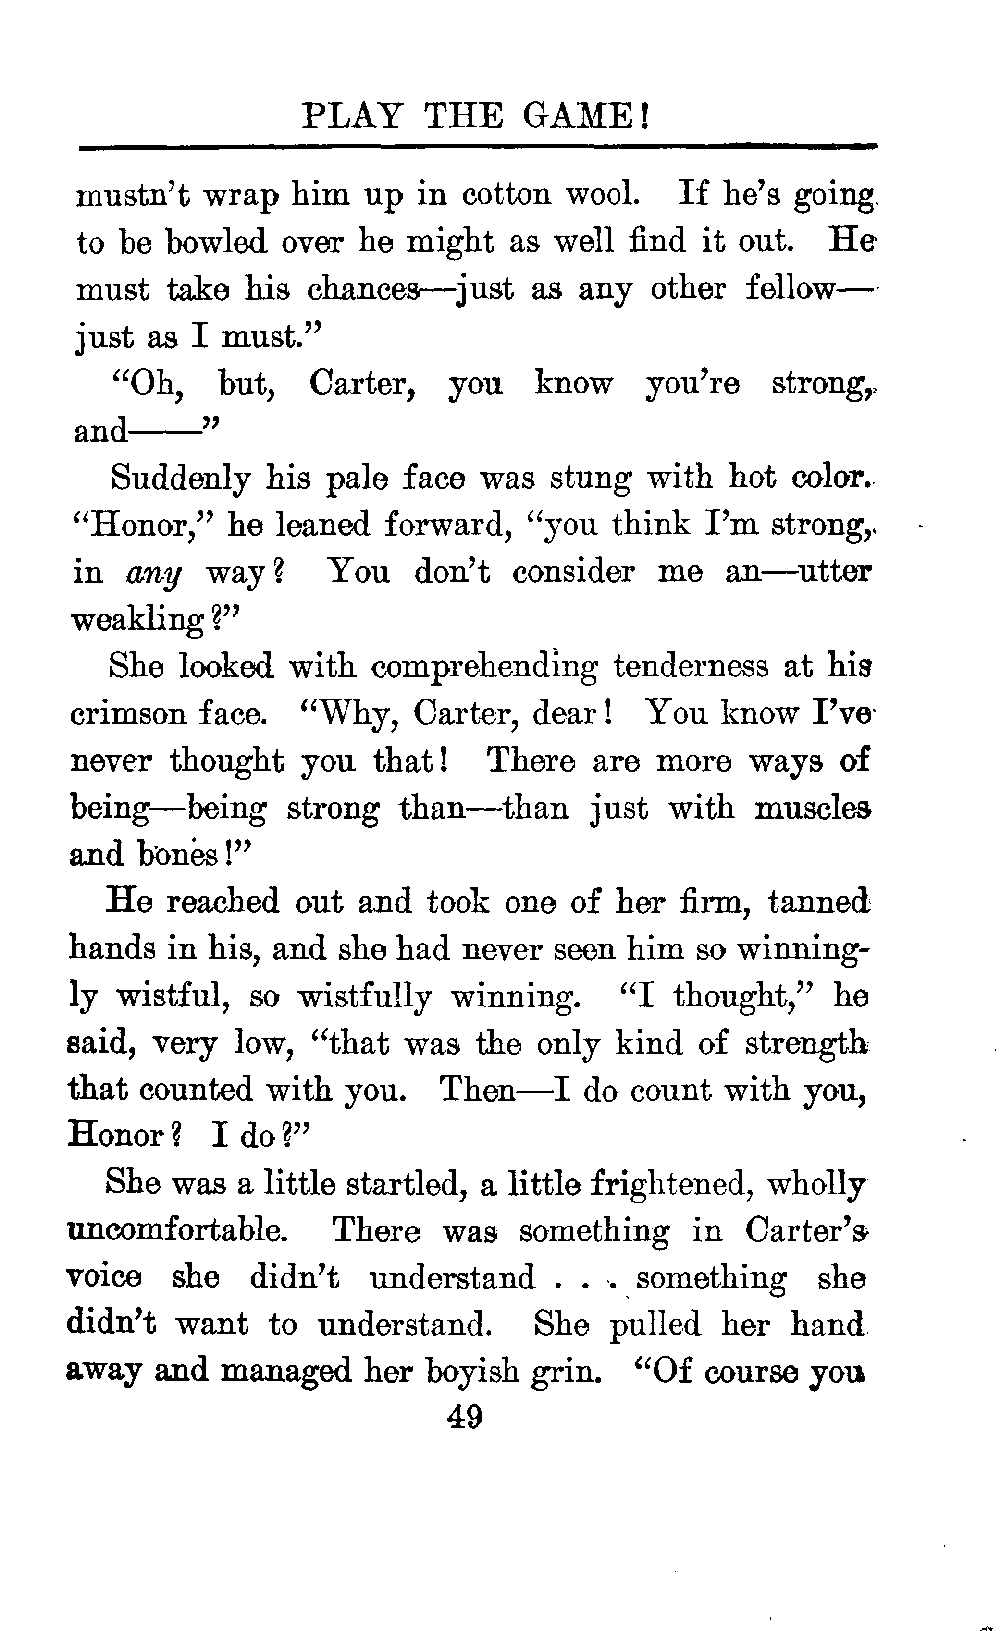 PLAY THE GAME!
mustn't wrap him up in cotton wool. If he's going
to be bowled over he might as well find it out. He
must take his chances—just as any other fellow—
just as I must."
"Oh, but, Carter, you know you're strong,
and——"
Suddenly his pale face was stung with hot color.
"Honor," he leaned forward, "you think I'm strong,
in any way? You don't consider me an—utter
weakling?"
She looked with comprehending tenderness at his
crimson face. "Why, Carter, dear! You know I've
never thought you that! There are more ways of
being—being strong than—than just with muscles
and bones!"
He reached out and took one of her firm, tanned
hands in his, and she had never seen him so winning-
ly wistful, so wistfully winning. "I thought," he
said, very low, "that was the only kind of strength
that counted with you. Then—I do count with you,
Honor? I do?"
She was a little startled, a little frightened, wholly
uncomfortable. There was something in Carter's
voice she didn't understand . . . something she
didn't want to understand. She pulled her hand
away and managed her boyish grin. "Of course you
49